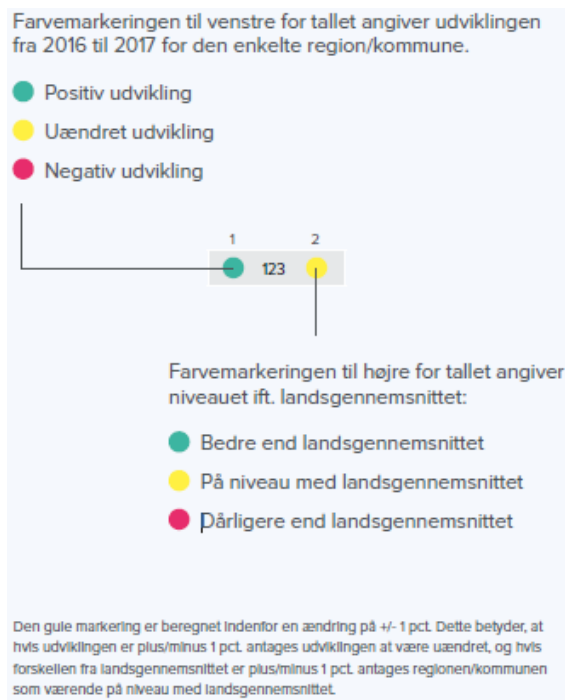 Farvemarkeringen til venstre for tallet angiver udviklingen
fra 2016 til 2017 for den enkelte region/kommune.
Positiv udvikling
Uændret udvikling
Negativ udvikling
1 2
123
Farvemarkeringen til højre for tallet angiver
niveauet ift. landsgennemsnittet:
Bedre end landsgennemsnittet
På niveau med landsgennemsnittet
Dårligere end landsgennemsnittet
Den gule markering er beregnet indenfor en ændring på +/- 1 pct. Dette betyder, at
hvis udviklingen er plus/minus 1 pct. antages udviklingen at være uændret, og hvis
forskellen fra landsgennemsnittet er plus/minus 1 pct. antages regionen/kommunen
som værende på niveau med landsgennemsnittet.